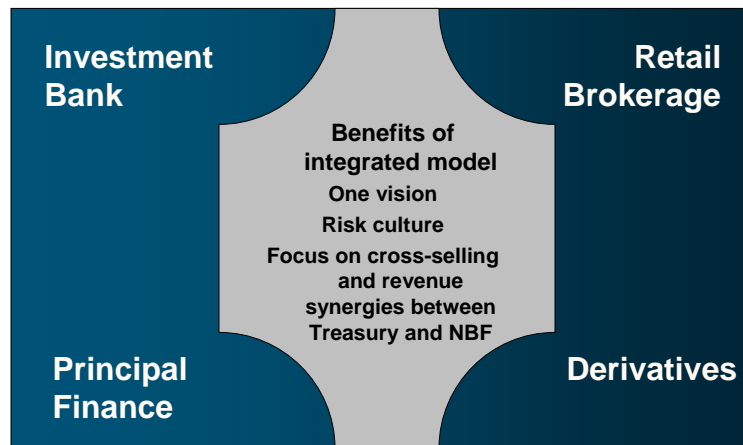 Investment
Bank
Retail
Brokerage
Benefits of
integrated model
One vision
Risk culture
Focus on cross-selling
and revenue
synergies between
Treasury and NBF
Principal
Finance
Derivatives